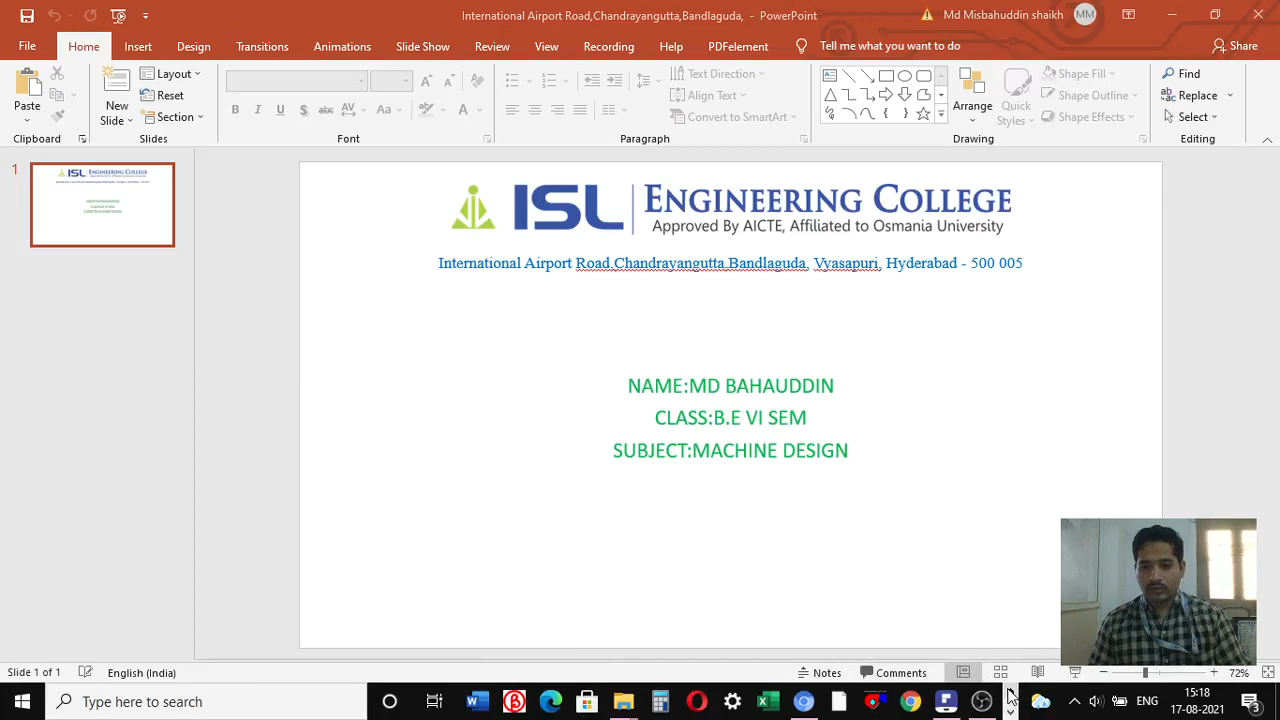 International Airport Road,Chandrayangutta,Bandlaguda, - PowerPoint
Md Misbahuddin shaikh
MM
File
Home
Insert
Design
Transitions
Animations
Slide Show
Review
View
Recording
Help
PDFelement
Tell me what you want to do
Share
Paste
New Slide
Layout
Reset
Section
Text Direction
Align Text
Convert to SmartArt
Arrange
Quick Styles
Shape Fill
Shape Outline
Shape Effects
Find
Replace
Select
Clipboard
Slides
Font
Paragraph
Drawing
Editing
1
ISL ENGINEERING COLLEGE
Approved By AICTE, Affiliated to Osmania University
International Airport Road,Chandrayangutta,Bandlaguda, Vyasapuri, Hyderabad - 500 005
NAME:MD BAHAUDDIN
CLASS:B.E VI SEM
SUBJECT:MACHINE DESIGN
Slide 1 of 1
English (India)
Notes
Comments
72%
Type here to search
ENG
15:18
17-08-2021
3